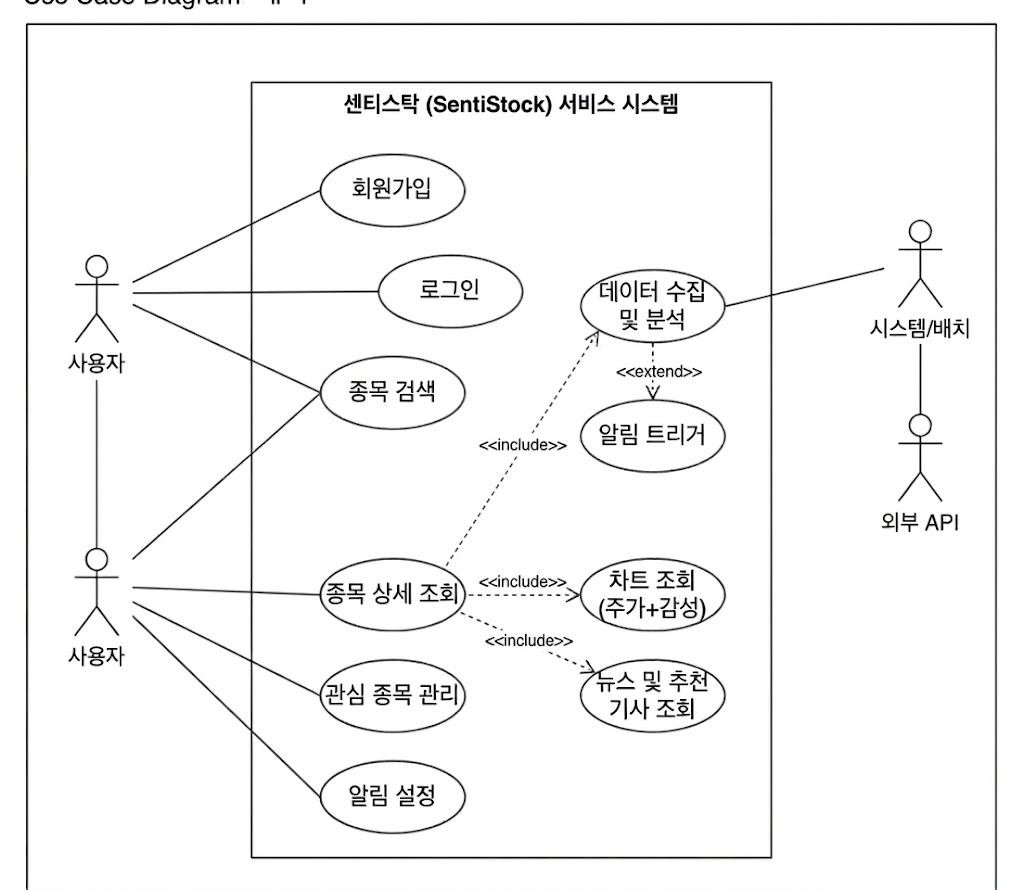 Use Case Diagram
센티스탁 (SentiStock) 서비스 시스템
회원가입
로그인
종목 검색
사용자
사용자
데이터 수집
및 분석
<<extend>>
알림 트리거
<<include>>
시스템/배치
외부 API
종목 상세 조회
<<include>>
차트 조회
(주가+감성)
<<include>>
뉴스 및 추천
기사 조회
관심 종목 관리
알림 설정